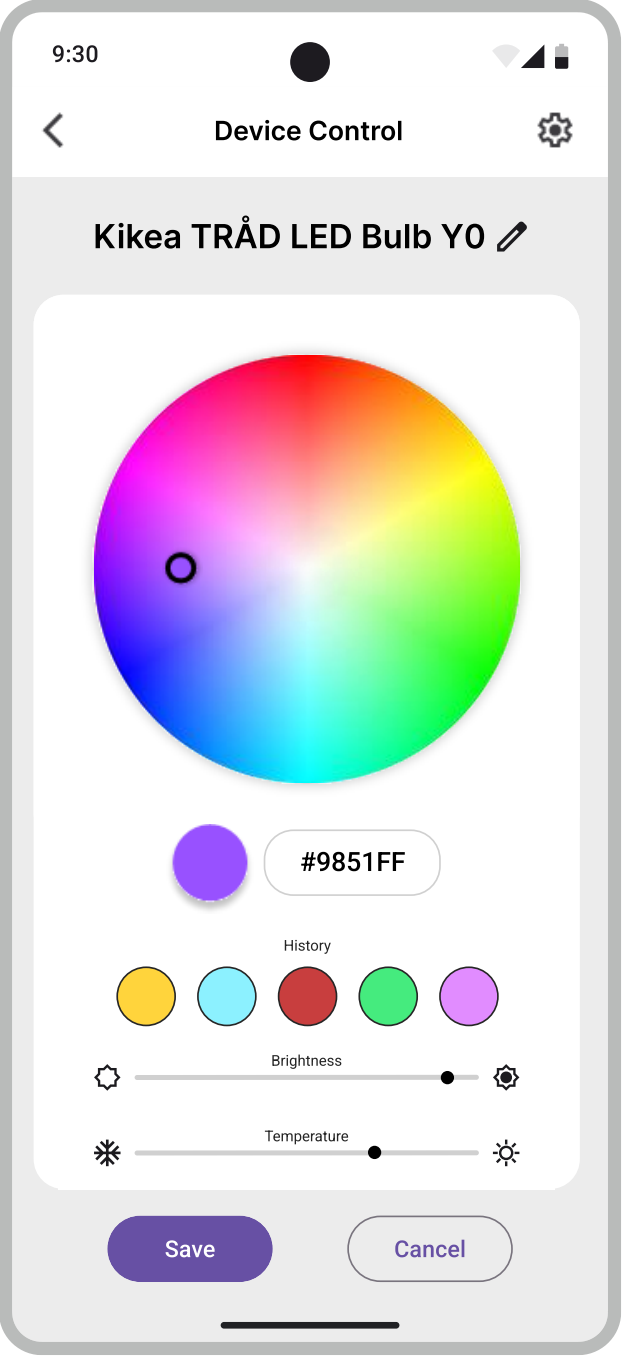 9:30
Device Control
Kikea TRÅD LED Bulb Y0
#9851FF
History
Brightness
Temperature
Save
Cancel